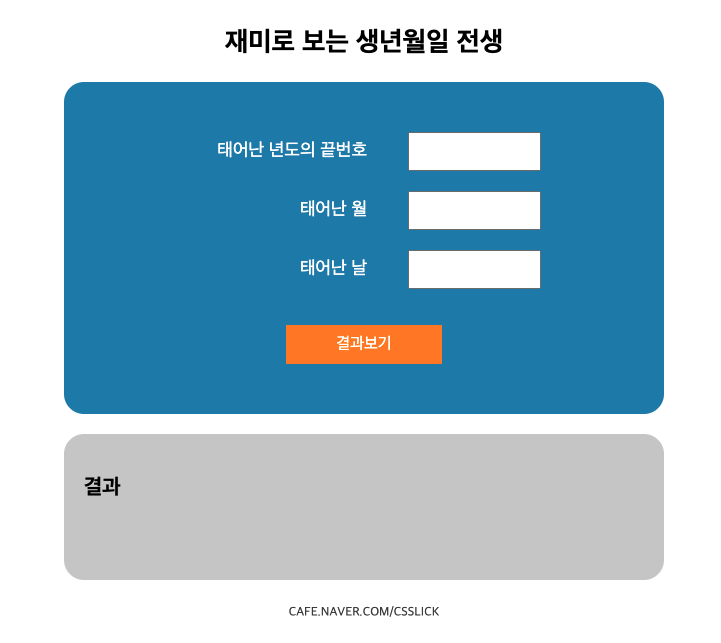 재미로 보는 생년월일 전생
태어난 년도의 끝번호
태어난 월
태어난 날
결과보기
결과
CAFE.NAVER.COM/CSSLICK